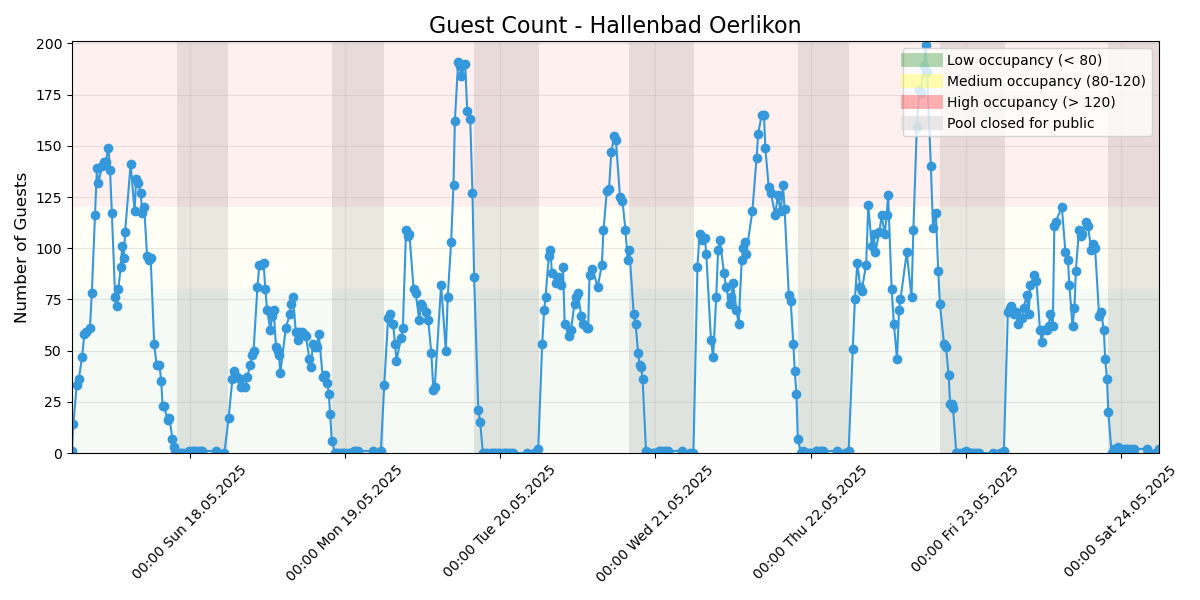 Guest Count - Hallenbad Oerlikon
Number of Guests
200
175
150
125
100
75
50
25
0
Low occupancy (< 80)
Medium occupancy (80-120)
High occupancy (> 120)
Pool closed for public
00:00 Sun 18.05.2025
00:00 Mon 19.05.2025
00:00 Tue 20.05.2025
00:00 Wed 21.05.2025
00:00 Thu 22.05.2025
00:00 Fri 23.05.2025
00:00 Sat 24.05.2025